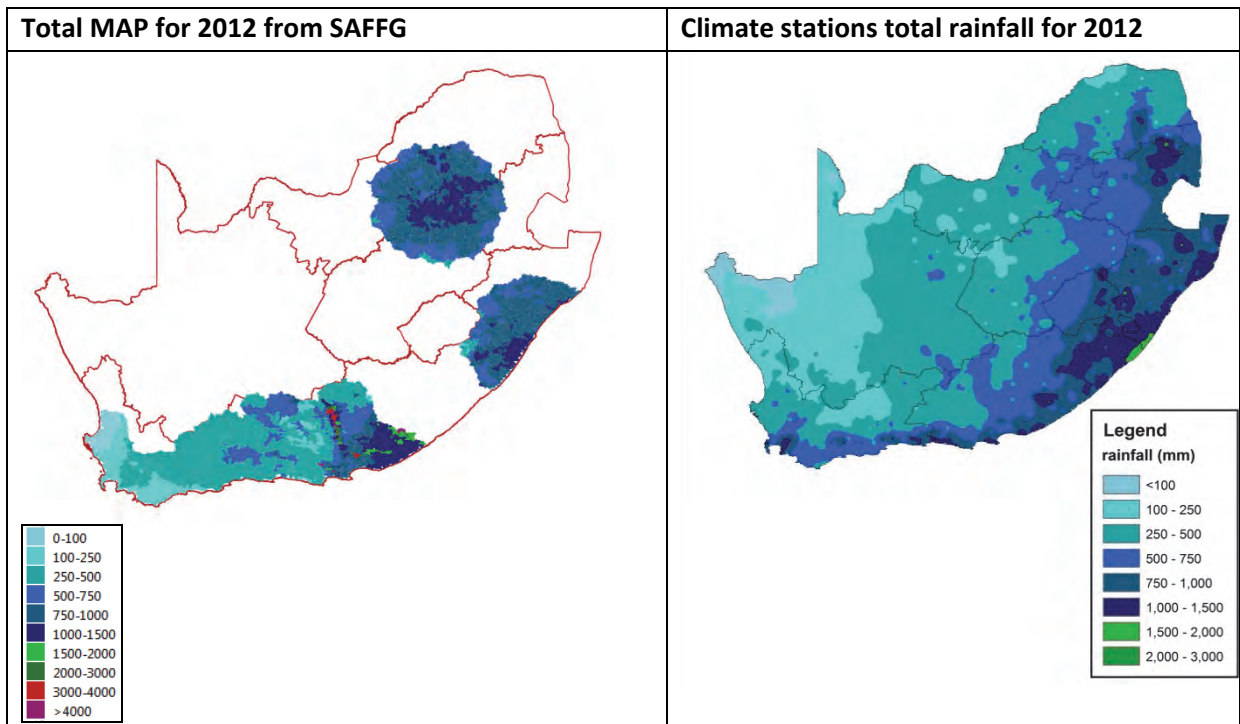 Total MAP for 2012 from SAFFG
Climate stations total rainfall for 2012
0-100
100-250
250-500
500-750
750-1000
1000-1500
1500-2000
2000-3000
3000-4000
>4000
Legend
rainfall (mm)
<100
100 - 250
250 - 500
500 - 750
750 - 1,000
1,000 - 1,500
1,500 - 2,000
2,000 - 3,000